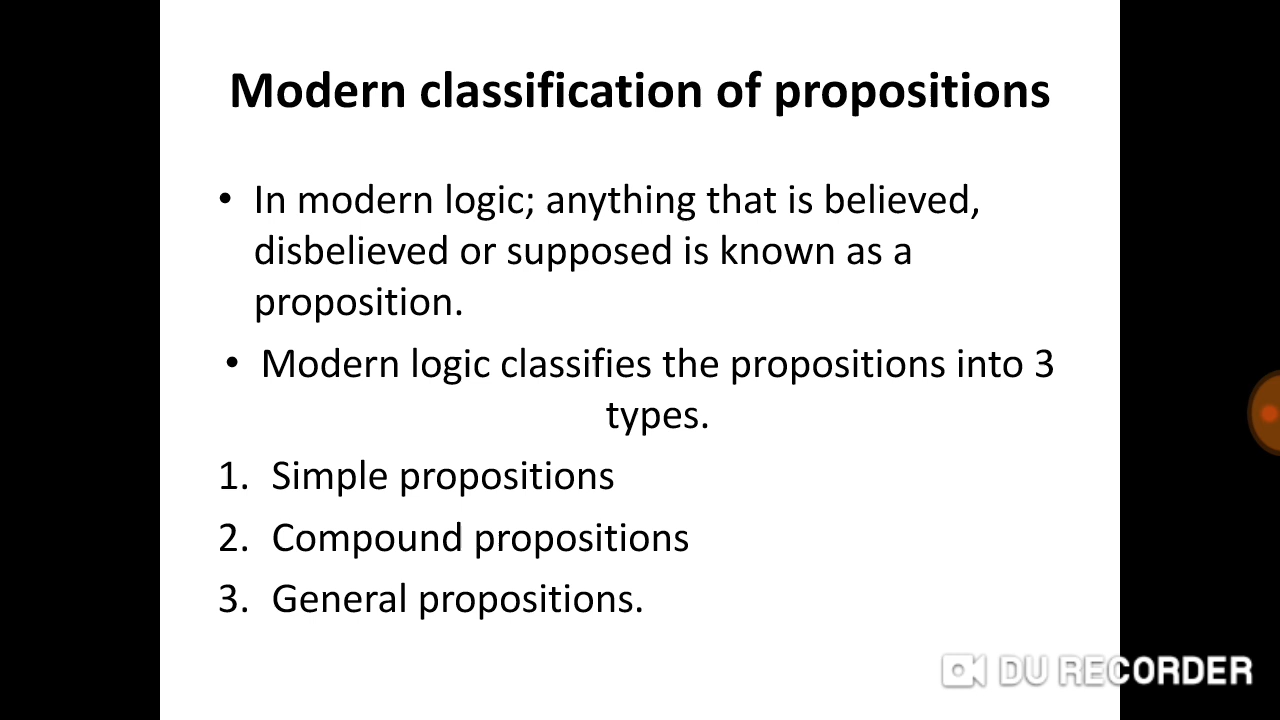 Modern classification of propositions
• In modern logic; anything that is believed,
disbelieved or supposed is known as a
proposition.
• Modern logic classifies the propositions into 3
types.
1. Simple propositions
2. Compound propositions
3. General propositions.
DU RECORDER